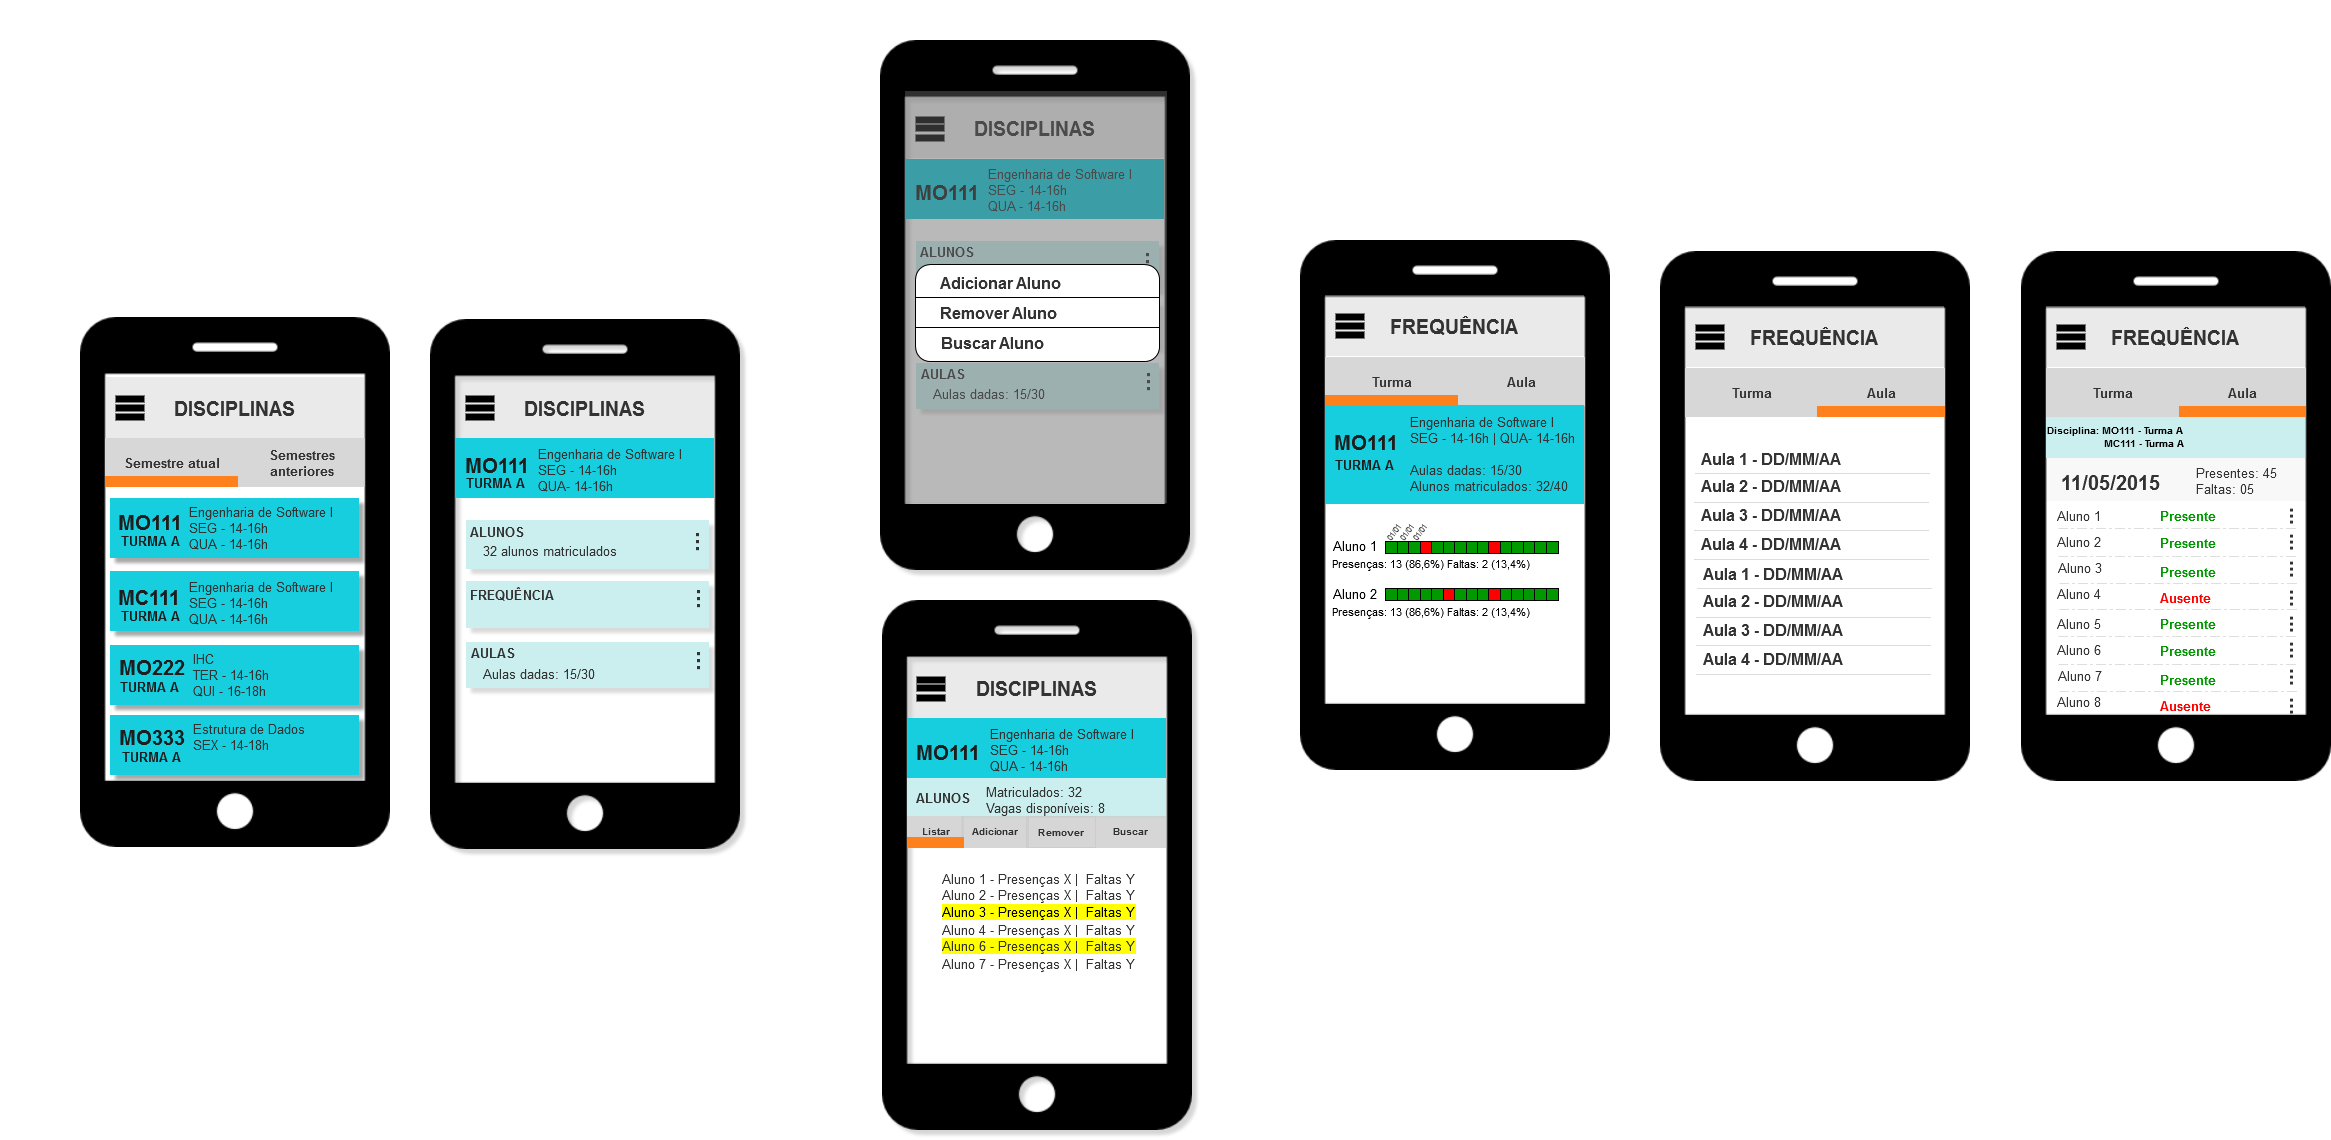 DISCIPLINAS
Semestre atual
Semestres
anteriores
MO111
TURMA A
Engenharia de Software I
SEG - 14-16h
QUA - 14-16h
MC111
TURMA A
Engenharia de Software I
SEG - 14-16h
QUA - 14-16h
MO222
TURMA A
IHC
TER - 14-16h
QUI - 16-18h
MO333
TURMA A
Estrutura de Dados
SEX - 14-18h
DISCIPLINAS
MO111
TURMA A
Engenharia de Software I
SEG - 14-16h
QUA- 14-16h
ALUNOS
32 alunos matriculados
FREQUÊNCIA
AULAS
Aulas dadas: 15/30
DISCIPLINAS
MO111
Engenharia de Software I
SEG - 14-16h
QUA - 14-16h
ALUNOS
Adicionar Aluno
Remover Aluno
Buscar Aluno
AULAS
Aulas dadas: 15/30
DISCIPLINAS
MO111
Engenharia de Software I
SEG - 14-16h
QUA - 14-16h
ALUNOS
Matriculados: 32
Vagas disponíveis: 8
Listar
Adicionar
Remover
Buscar
Aluno 1 - Presenças X | Faltas Y
Aluno 2 - Presenças X | Faltas Y
Aluno 3 - Presenças X | Faltas Y
Aluno 4 - Presenças X | Faltas Y
Aluno 6 - Presenças X | Faltas Y
Aluno 7 - Presenças X | Faltas Y
FREQUÊNCIA
Turma
Aula
MO111
TURMA A
Engenharia de Software I
SEG - 14-16h | QUA- 14-16h
Aulas dadas: 15/30
Alunos matriculados: 32/40
01/01 01/01 01/01
Aluno 1
Presenças: 13 (86,6%) Faltas: 2 (13,4%)
Aluno 2
Presenças: 13 (86,6%) Faltas: 2 (13,4%)
FREQUÊNCIA
Turma
Aula
Aula 1 - DD/MM/AA
Aula 2 - DD/MM/AA
Aula 3 - DD/MM/AA
Aula 4 - DD/MM/AA
Aula 1 - DD/MM/AA
Aula 2 - DD/MM/AA
Aula 3 - DD/MM/AA
Aula 4 - DD/MM/AA
FREQUÊNCIA
Turma
Aula
Disciplina: MO111 - Turma A
MC111 - Turma A
11/05/2015
Presentes: 45
Faltas: 05
Aluno 1 Presente
Aluno 2 Presente
Aluno 3 Presente
Aluno 4 Ausente
Aluno 5 Presente
Aluno 6 Presente
Aluno 7 Presente
Aluno 8 Ausente